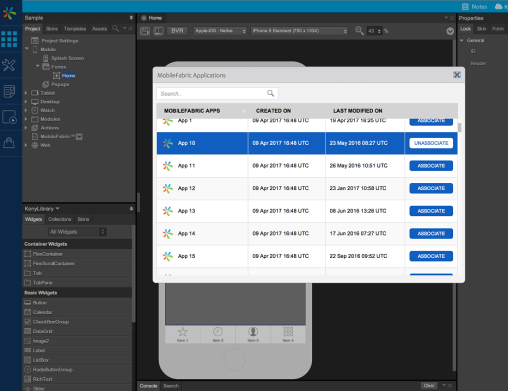 Notes
Sample
Home
Properties
Project Skins Templates Assets
BVR
Apple iOS - Native
43 %
Look Skin Form
Project Settings
General
Mobile
ID
Splash Screen
Header
Forms
Home
Popups
Tablet
Desktop
Watch
Modules
Actions
MobileFabric
Web
MobileFabric Applications
Search..
MOBILEFABRIC APPS CREATED ON LAST MODIFIED ON
App 1 09 Apr 2017 16:48 UTC 19 Apr 2017 16:25 UTC ASSOCIATE
App 10 09 Apr 2017 16:48 UTC 23 May 2016 08:27 UTC UNASSOCIATE
App 11 09 Apr 2017 16:48 UTC 26 May 2016 10:51 UTC ASSOCIATE
App 12 09 Apr 2017 16:48 UTC 23 Jan 2017 10:58 UTC ASSOCIATE
App 13 09 Apr 2017 16:48 UTC 08 Jun 2016 13:26 UTC ASSOCIATE
App 14 09 Apr 2017 16:48 UTC 17 Jun 2016 07:27 UTC ASSOCIATE
App 15 09 Apr 2017 16:48 UTC 22 Sep 2016 09:52 UTC ASSOCIATE
KonyLibrary
Widgets Collections Skins
All Widgets
Container Widgets
FlexContainer
FlexScrollContainer
Tab
TabPane
Basic Widgets
Button
Calendar
CheckBoxGroup
DataGrid
Image2
Label
ListBox
RadioButtonGroup
RichText
Slider
Item 1 Item 2 Item 3 Item 4
Console Search
Clear